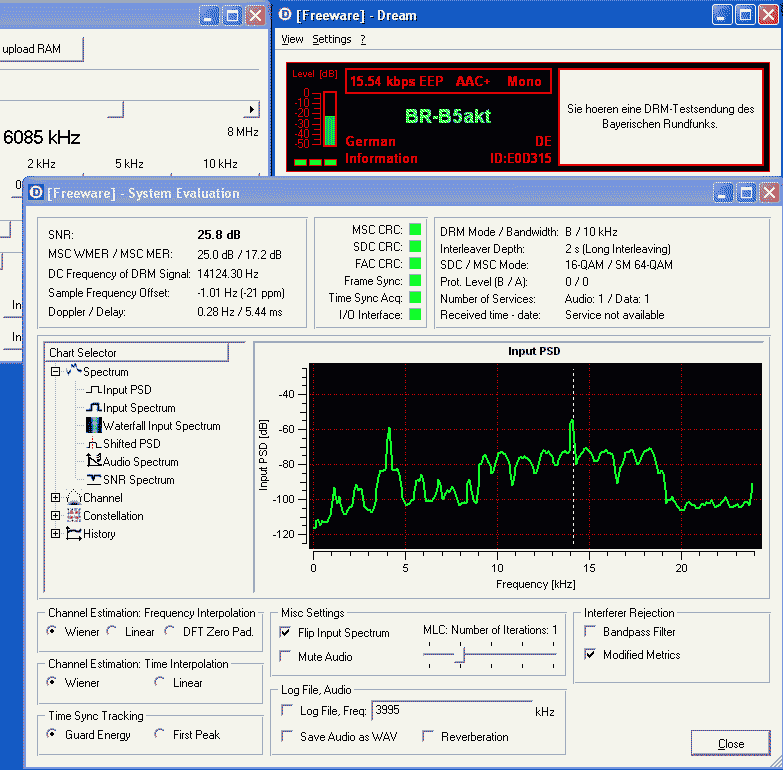 [Freeware] - Dream
upload RAM
View Settings ?
Level [dB]
0
-10
-20
-30
-40
-50
15.54 kbps EEP AAC+ Mono
BR-B5akt
German DE
Information ID:E0D315
Sie hoeren eine DRM-Testsendung des
Bayerischen Rundfunks.
6085 kHz
8 MHz
2 kHz 5 kHz 10 kHz
0
In
In
[Freeware] - System Evaluation
SNR: 25.8 dB
MSC WMER / MSC MER: 25.0 dB / 17.2 dB
DC Frequency of DRM Signal: 14124.30 Hz
Sample Frequency Offset: -1.01 Hz (-21 ppm)
Doppler / Delay: 0.28 Hz / 5.44 ms
MSC CRC:
SDC CRC:
FAC CRC:
Frame Sync:
Time Sync Acq:
I/O Interface:
DRM Mode / Bandwidth: B / 10 kHz
Interleaver Depth: 2 s (Long Interleaving)
SDC / MSC Mode: 16-QAM / SM 64-QAM
Prot. Level (B / A): 0 / 0
Number of Services: Audio: 1 / Data: 1
Received time - date: Service not available
Chart Selector
Spectrum
Input PSD
Input Spectrum
Waterfall Input Spectrum
Shifted PSD
Audio Spectrum
SNR Spectrum
Channel
Constellation
History
Input PSD
Input PSD [dB]
-40
-60
-80
-100
-120
0 5 10 15 20
Frequency [kHz]
Channel Estimation: Frequency Interpolation
Wiener Linear DFT Zero Pad.
Channel Estimation: Time Interpolation
Wiener Linear
Time Sync Tracking
Guard Energy First Peak
Misc Settings
Flip Input Spectrum
Mute Audio
MLC: Number of Iterations: 1
Log File, Audio
Log File, Freq: 3995 kHz
Save Audio as WAV Reverberation
Interferer Rejection
Bandpass Filter
Modified Metrics
Close